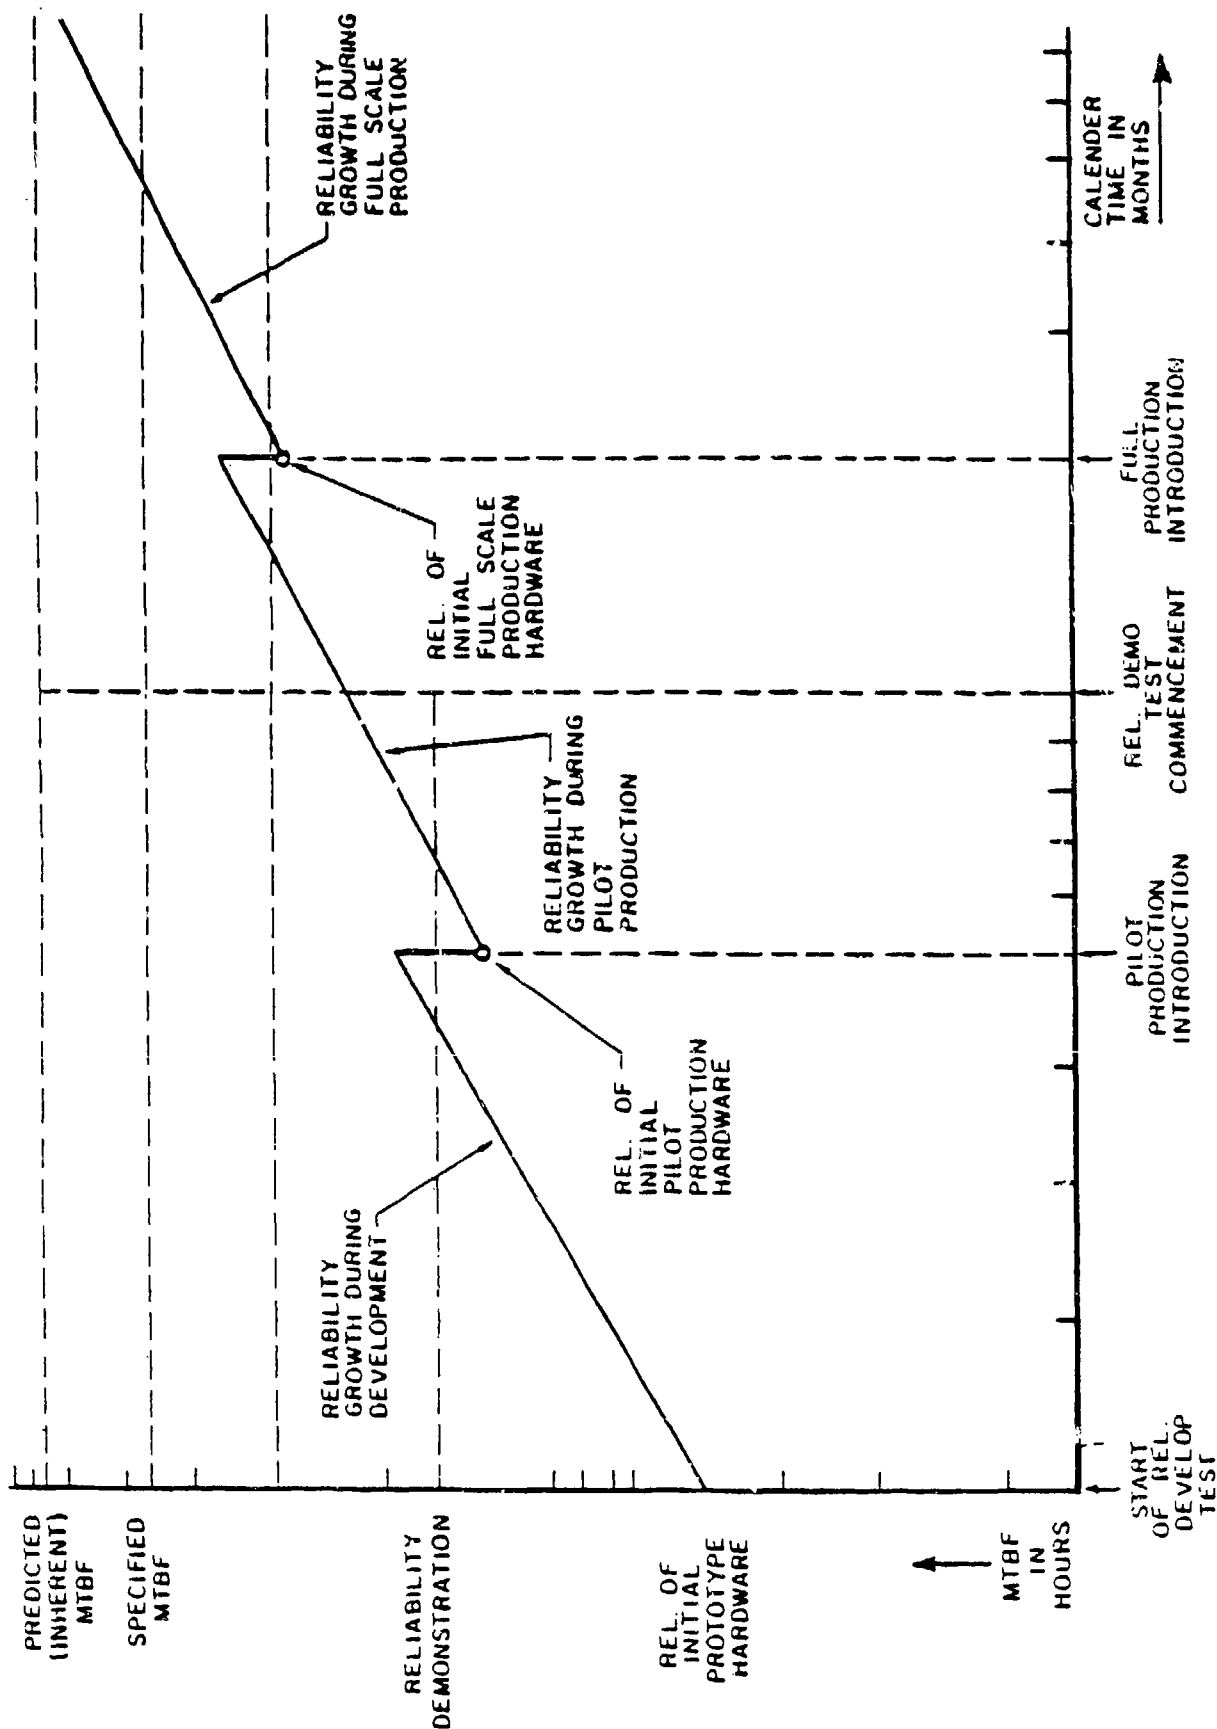 PREDICTED
(INHERENT)
MTBF
SPECIFIED
MTBF
RELIABILITY
DEMONSTRATION
REL. OF
INITIAL
PROTOTYPE
HARDWARE
MTBF
IN
HOURS
RELIABILITY
GROWTH DURING
DEVELOPMENT
REL. OF
INITIAL
PILOT
PRODUCTION
HARDWARE
RELIABILITY
GROWTH DURING
PILOT
PRODUCTION
REL. OF
INITIAL
FULL SCALE
PRODUCTION
HARDWARE
RELIABILITY
GROWTH DURING
FULL SCALE
PRODUCTION
START
OF REL.
DEVELOP
TEST
PILOT
PRODUCTION
INTRODUCTION
REL. DEMO
TEST
COMMENCEMENT
FULL
PRODUCTION
INTRODUCTION
CALENDER
TIME IN
MONTHS